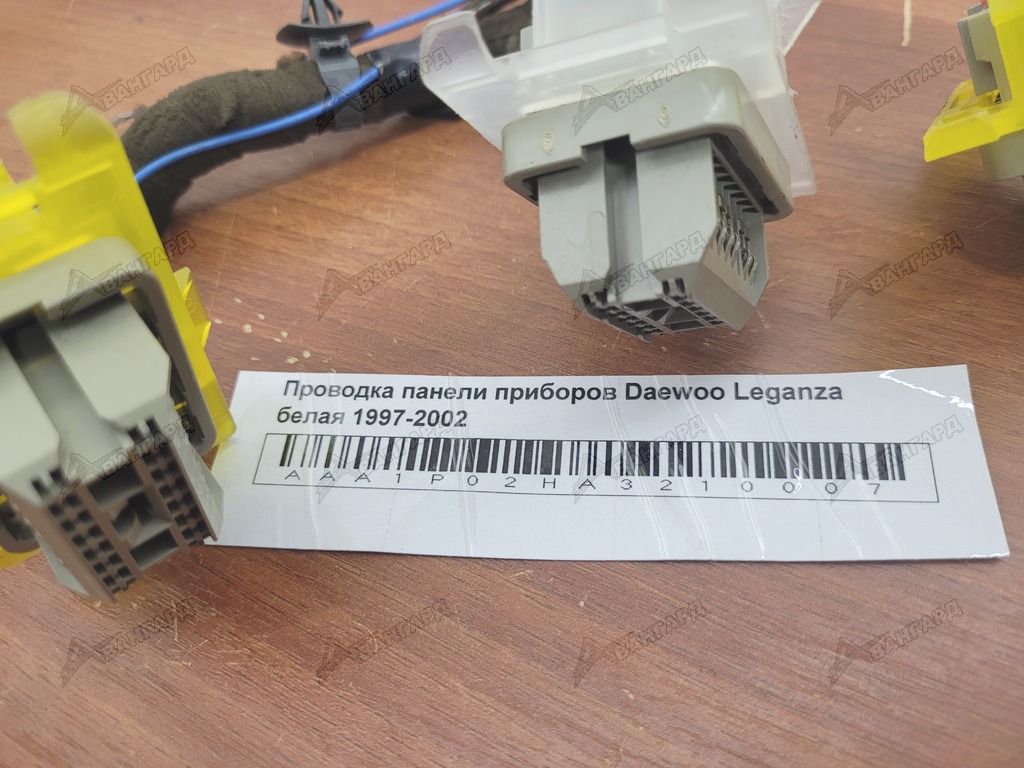 АВАНГАРД
Проводка панели приборов Daewoo Leganza
белая 1997-2002
AAA1P02HA3210007